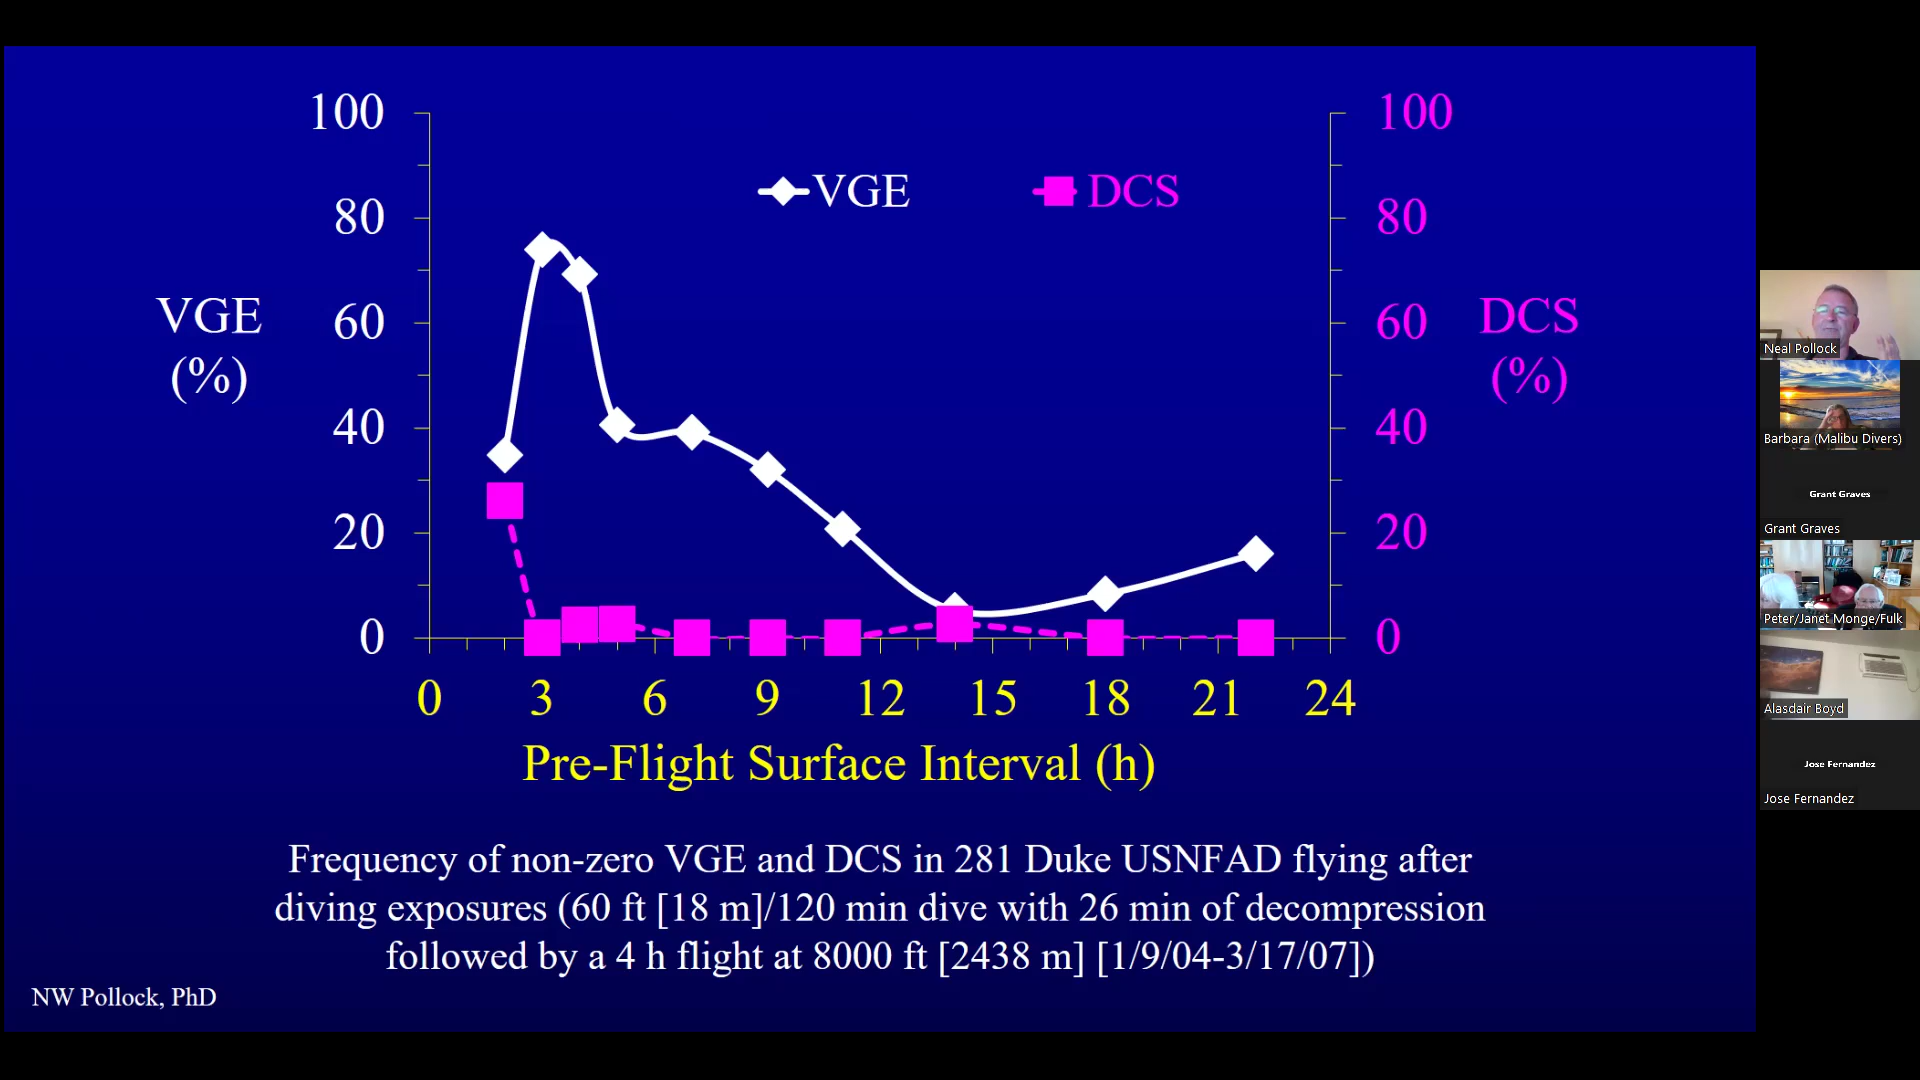 100
80
60
40
20
0
VGE
(%)
VGE
DCS
100
80
60
40
20
0
DCS
(%)
0 3 6 9 12 15 18 21 24
Pre-Flight Surface Interval (h)
Frequency of non-zero VGE and DCS in 281 Duke USNFAD flying after
diving exposures (60 ft [18 m]/120 min dive with 26 min of decompression
followed by a 4 h flight at 8000 ft [2438 m] [1/9/04-3/17/07])
NW Pollock, PhD
Neal Pollock
Barbara (Malibu Divers)
Grant Graves
Grant Graves
Peter/Janet Monge/Fulk
Alasdair Boyd
Jose Fernandez
Jose Fernandez